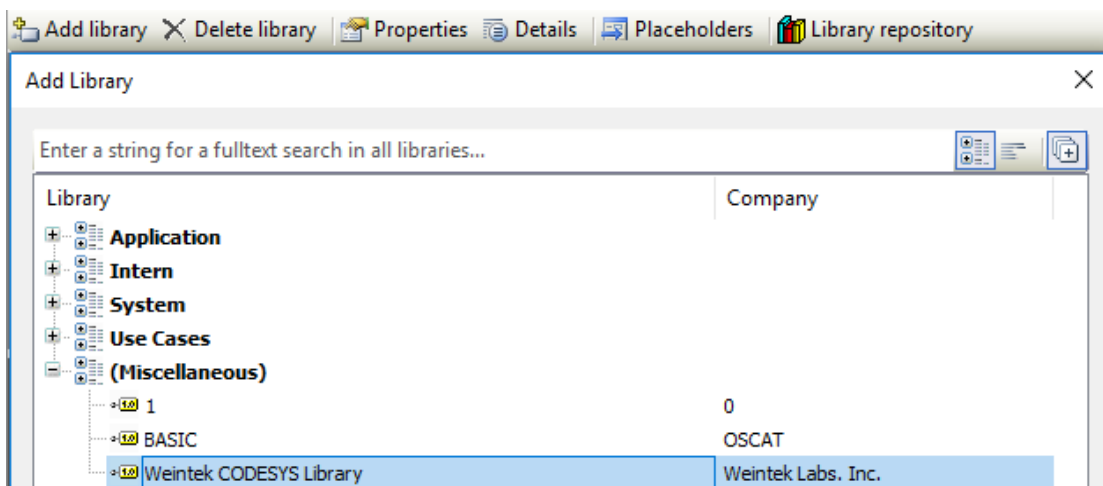 Add library Delete library Properties Details Placeholders Library repository
Add Library
Enter a string for a fulltext search in all libraries...
Library Company
Application
Intern
System
Use Cases
(Miscellaneous)
1 0
BASIC OSCAT
Weintek CODESYS Library Weintek Labs. Inc.